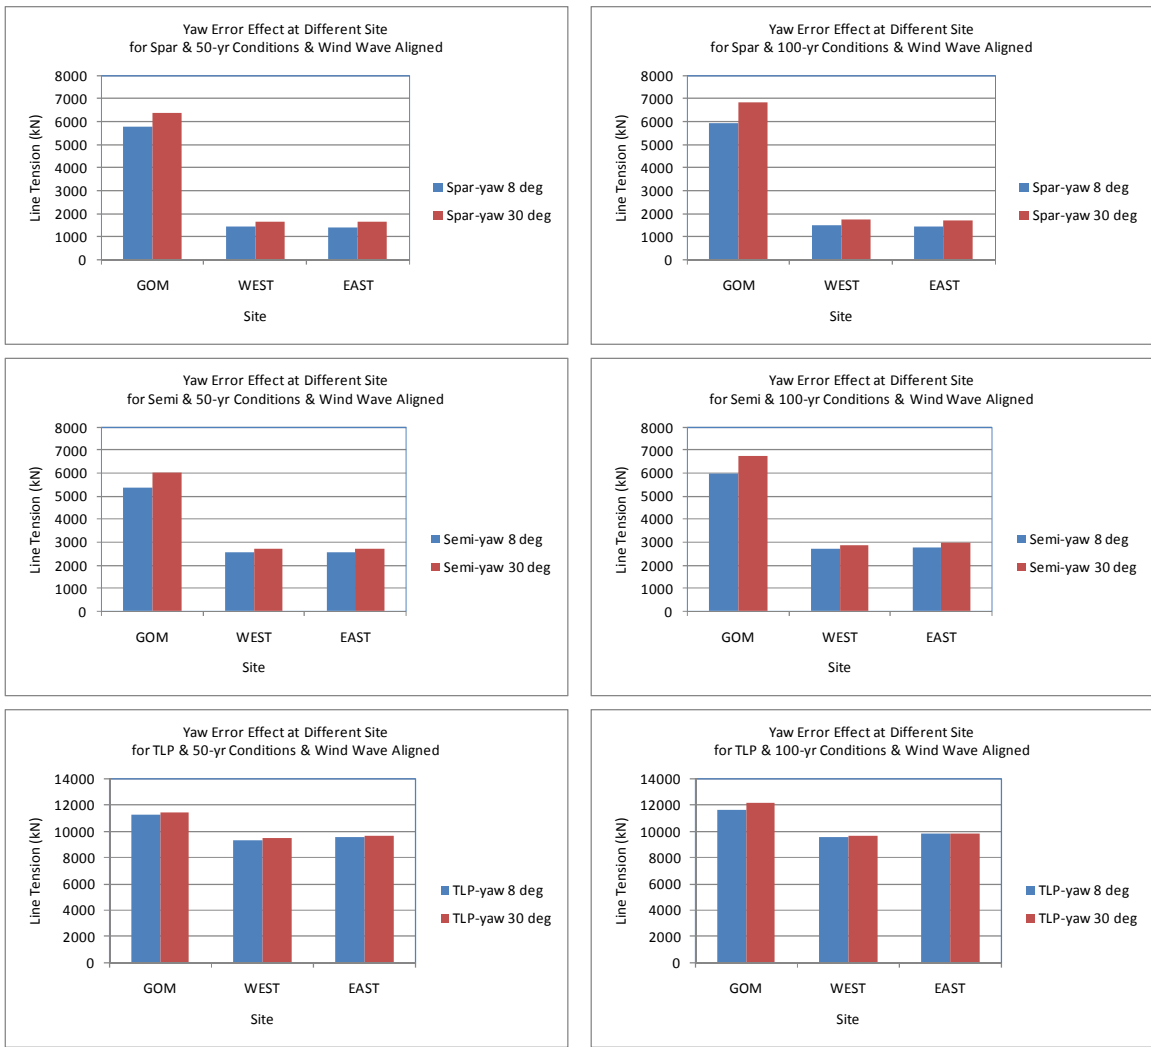 Yaw Error Effect at Different Site
for Spar & 50-yr Conditions & Wind Wave Aligned
8000
7000
6000
5000
4000
3000
2000
1000
0
Line Tension (kN)
GOM WEST EAST
Site
Spar-yaw 8 deg
Spar-yaw 30 deg
Yaw Error Effect at Different Site
for Spar & 100-yr Conditions & Wind Wave Aligned
8000
7000
6000
5000
4000
3000
2000
1000
0
Line Tension (kN)
GOM WEST EAST
Site
Spar-yaw 8 deg
Spar-yaw 30 deg
Yaw Error Effect at Different Site
for Semi & 50-yr Conditions & Wind Wave Aligned
8000
7000
6000
5000
4000
3000
2000
1000
0
Line Tension (kN)
GOM WEST EAST
Site
Semi-yaw 8 deg
Semi-yaw 30 deg
Yaw Error Effect at Different Site
for Semi & 100-yr Conditions & Wind Wave Aligned
8000
7000
6000
5000
4000
3000
2000
1000
0
Line Tension (kN)
GOM WEST EAST
Site
Semi-yaw 8 deg
Semi-yaw 30 deg
Yaw Error Effect at Different Site
for TLP & 50-yr Conditions & Wind Wave Aligned
14000
12000
10000
8000
6000
4000
2000
0
Line Tension (kN)
GOM WEST EAST
Site
TLP-yaw 8 deg
TLP-yaw 30 deg
Yaw Error Effect at Different Site
for TLP & 100-yr Conditions & Wind Wave Aligned
14000
12000
10000
8000
6000
4000
2000
0
Line Tension (kN)
GOM WEST EAST
Site
TLP-yaw 8 deg
TLP-yaw 30 deg